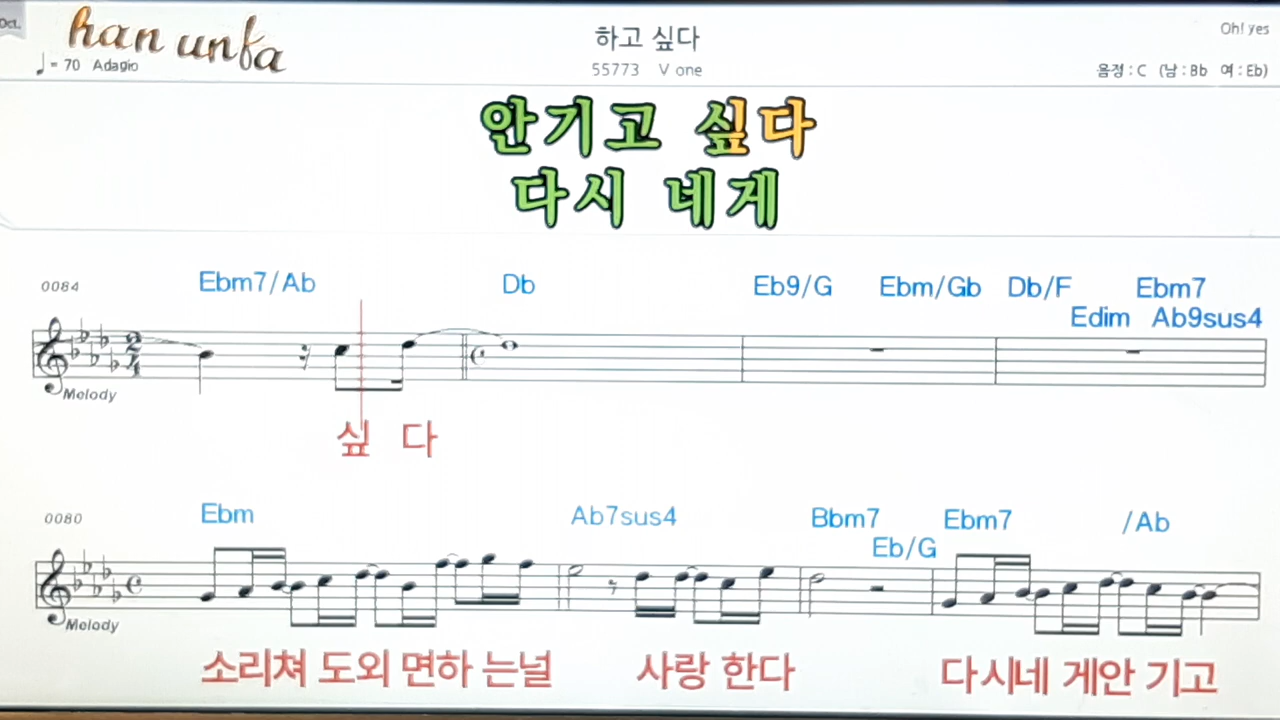 Oct.
han unfa
하고 싶다
Oh! yes
♩= 70 Adagio
55773 V one
음정 : C (남 : Bb 여 : Eb)
안기고 싶다
다시 네게
0084
Ebm7/Ab Db Eb9/G Ebm/Gb Db/F Ebm7
Edim Ab9sus4
2/4
Melody
싶 다
0080
Ebm Ab7sus4 Bbm7 Ebm7 /Ab
Eb/G
Melody
소리쳐 도외 면하 는널 사랑 한다 다시네 게안 기고